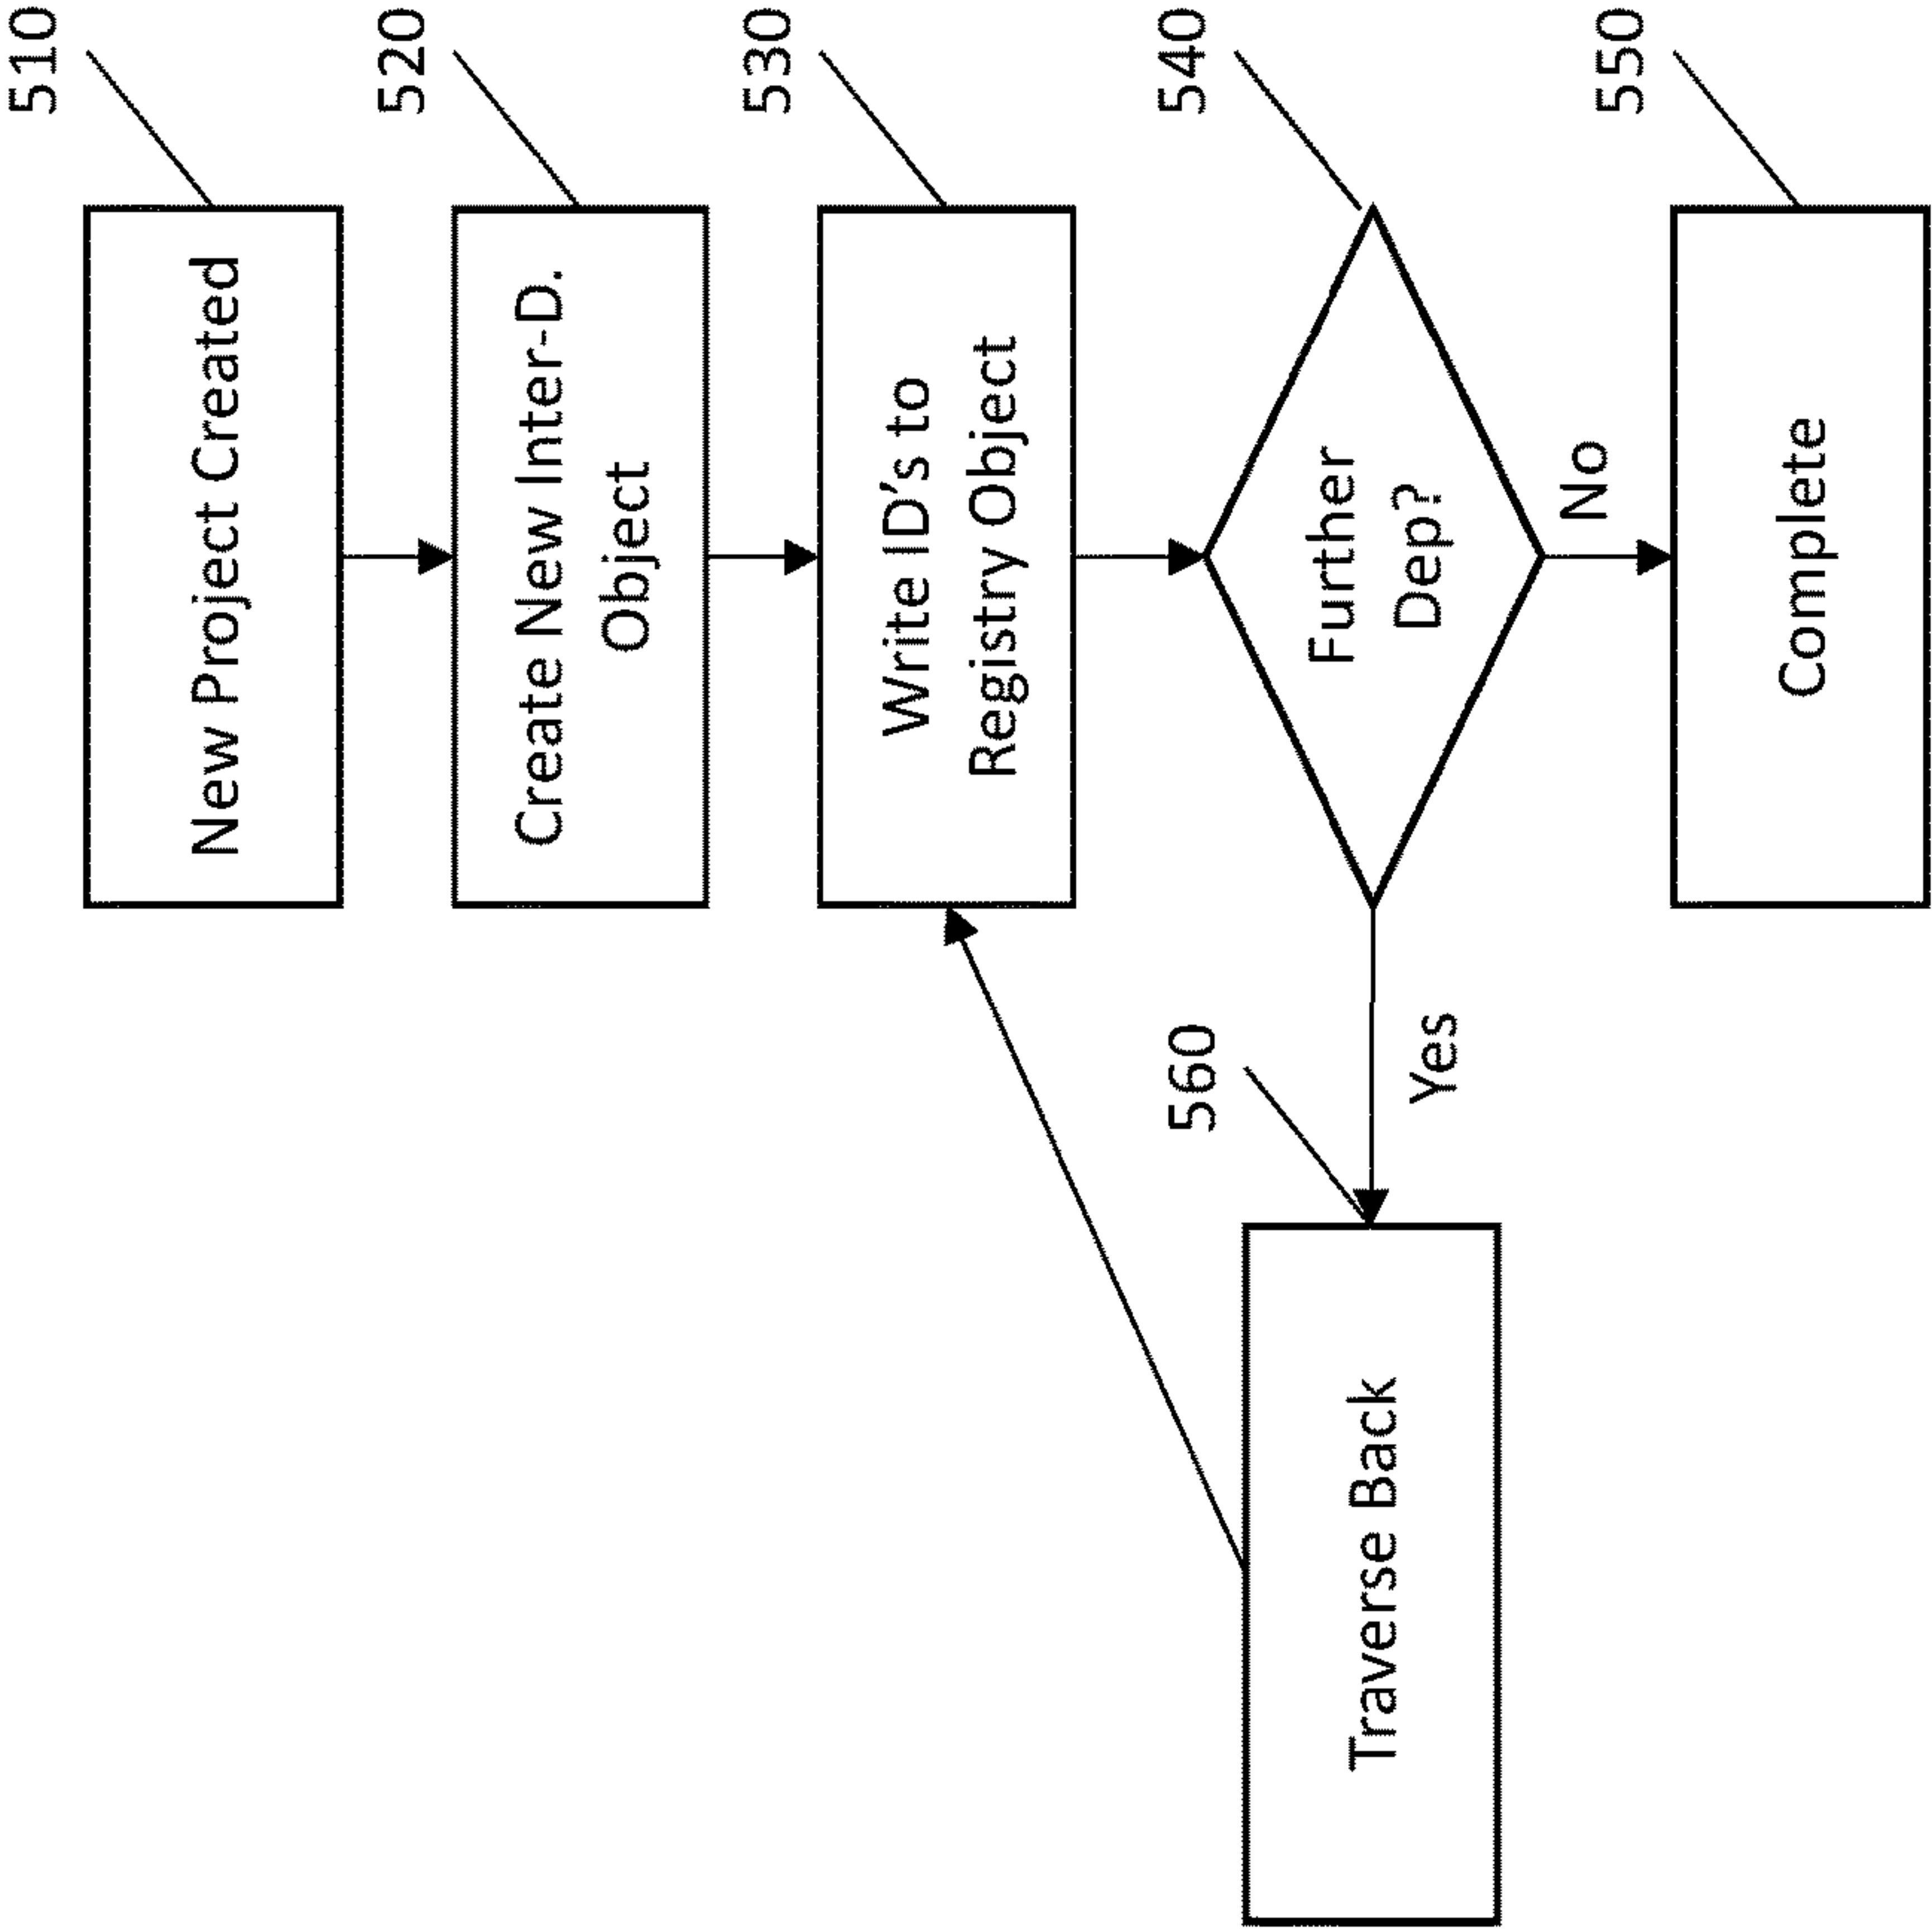 510
New Project Created
520
Create New Inter-D.
Object
530
Write ID's to
Registry Object
540
Further
Dep?
No
550
Complete
560
Yes
Traverse Back